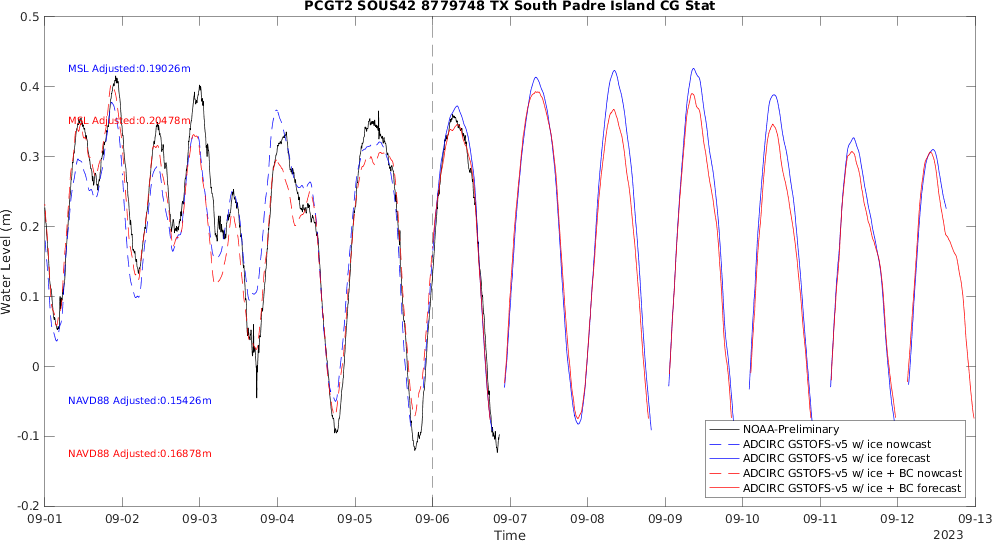 PCGT2 SOUS42 8779748 TX South Padre Island CG Stat
0.5
0.4
0.3
0.2
0.1
0
-0.1
-0.2
Water Level (m)
MSL Adjusted:0.19026m
MSL Adjusted:0.20478m
NAVD88 Adjusted:0.15426m
NAVD88 Adjusted:0.16878m
NOAA-Preliminary
ADCIRC GSTOFS-v5 w/ ice nowcast
ADCIRC GSTOFS-v5 w/ ice forecast
ADCIRC GSTOFS-v5 w/ ice + BC nowcast
ADCIRC GSTOFS-v5 w/ ice + BC forecast
09-01 09-02 09-03 09-04 09-05 09-06 09-07 09-08 09-09 09-10 09-11 09-12 09-13
Time
2023